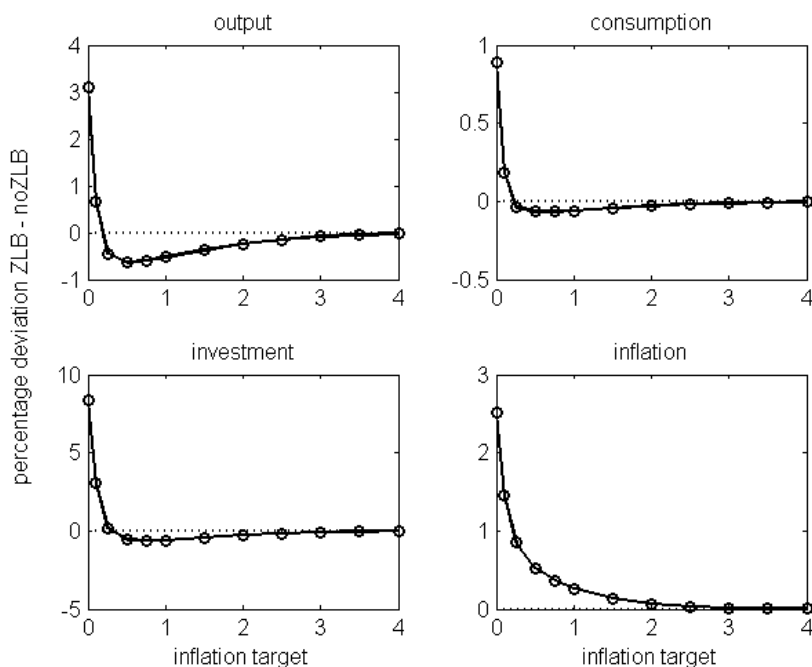 output
consumption
4
3
2
1
0
-1
0 1 2 3 4
1
0.5
0
-0.5
0 1 2 3 4
percentage deviation ZLB - noZLB
investment
inflation
10
5
0
-5
0 1 2 3 4
inflation target
3
2
1
0
0 1 2 3 4
inflation target